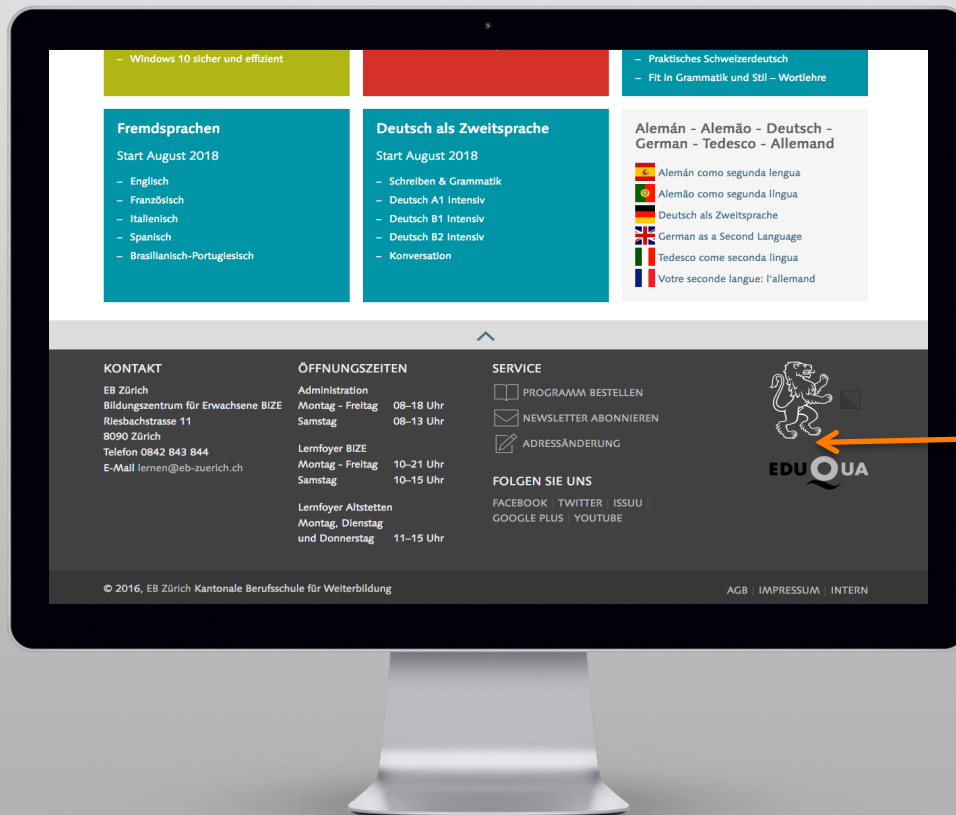 – Windows 10 sicher und effizient
– Praktisches Schweizerdeutsch
– Fit in Grammatik und Stil – Wortlehre
Fremdsprachen
Start August 2018
– Englisch
– Französisch
– Italienisch
– Spanisch
– Brasilianisch-Portugiesisch
Deutsch als Zweitsprache
Start August 2018
– Schreiben & Grammatik
– Deutsch A1 Intensiv
– Deutsch B1 Intensiv
– Deutsch B2 Intensiv
– Konversation
Alemán - Alemão - Deutsch -
German - Tedesco - Allemand
Alemán como segunda lengua
Alemão como segunda língua
Deutsch als Zweitsprache
German as a Second Language
Tedesco come seconda lingua
Votre seconde langue: l'allemand
KONTAKT
EB Zürich
Bildungszentrum für Erwachsene BiZE
Riesbachstrasse 11
8090 Zürich
Telefon 0842 843 844
E-Mail lernen@eb-zuerich.ch
ÖFFNUNGSZEITEN
Administration
Montag - Freitag 08–18 Uhr
Samstag 08–13 Uhr
Lernfoyer BiZE
Montag - Freitag 10–21 Uhr
Samstag 10–15 Uhr
Lernfoyer Altstetten
Montag, Dienstag
und Donnerstag 11–15 Uhr
SERVICE
PROGRAMM BESTELLEN
NEWSLETTER ABONNIEREN
ADRESSÄNDERUNG
FOLGEN SIE UNS
FACEBOOK | TWITTER | ISSUU |
GOOGLE PLUS | YOUTUBE
EDUQUA
© 2016, EB Zürich Kantonale Berufsschule für Weiterbildung
AGB | IMPRESSUM | INTERN